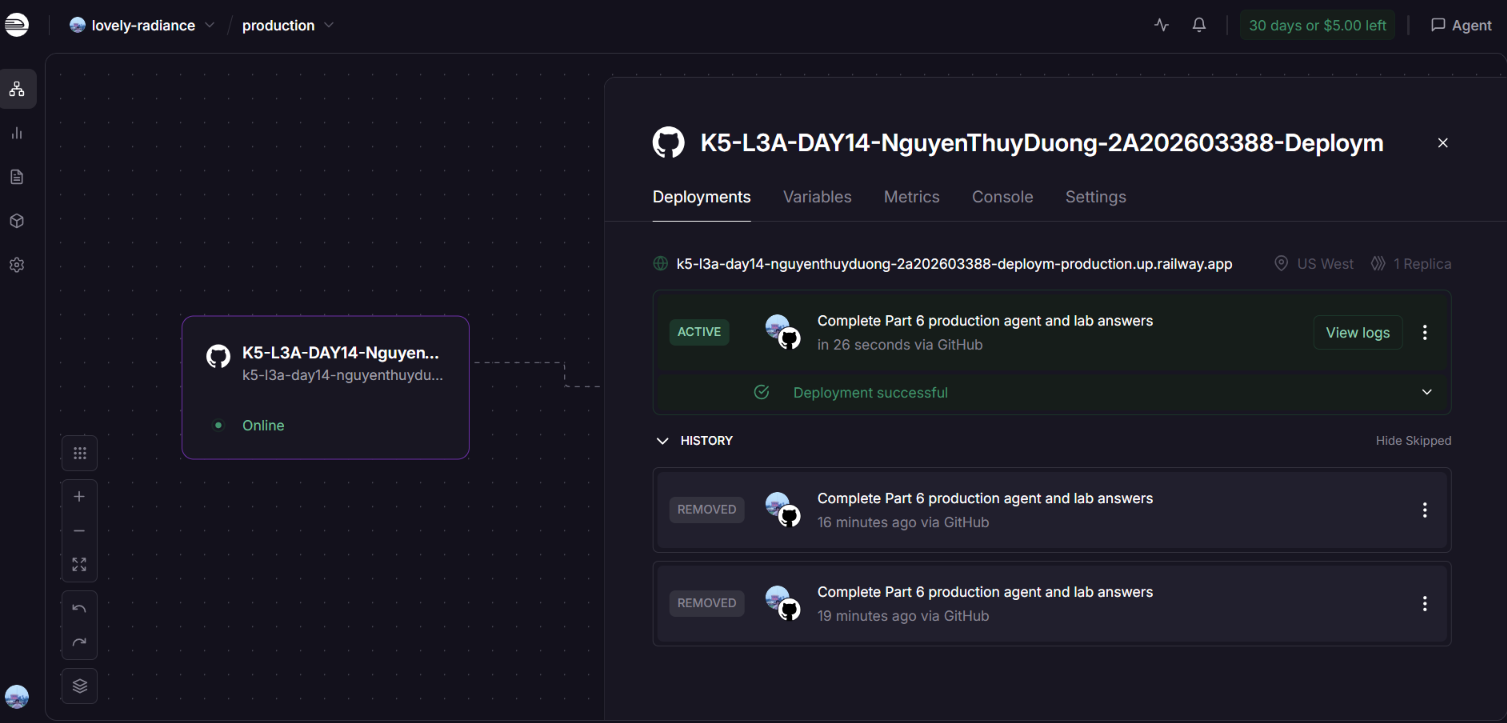 lovely-radiance / production
30 days or $5.00 left
Agent
K5-L3A-DAY14-NguyenThuyDuong-2A202603388-Deploym
Deployments Variables Metrics Console Settings
k5-l3a-day14-nguyenthuyduong-2a202603388-deploym-production.up.railway.app
US West
1 Replica
ACTIVE
Complete Part 6 production agent and lab answers
in 26 seconds via GitHub
View logs
Deployment successful
HISTORY
Hide Skipped
REMOVED
Complete Part 6 production agent and lab answers
16 minutes ago via GitHub
REMOVED
Complete Part 6 production agent and lab answers
19 minutes ago via GitHub
K5-L3A-DAY14-Nguyen...
k5-l3a-day14-nguyenthuydu...
Online